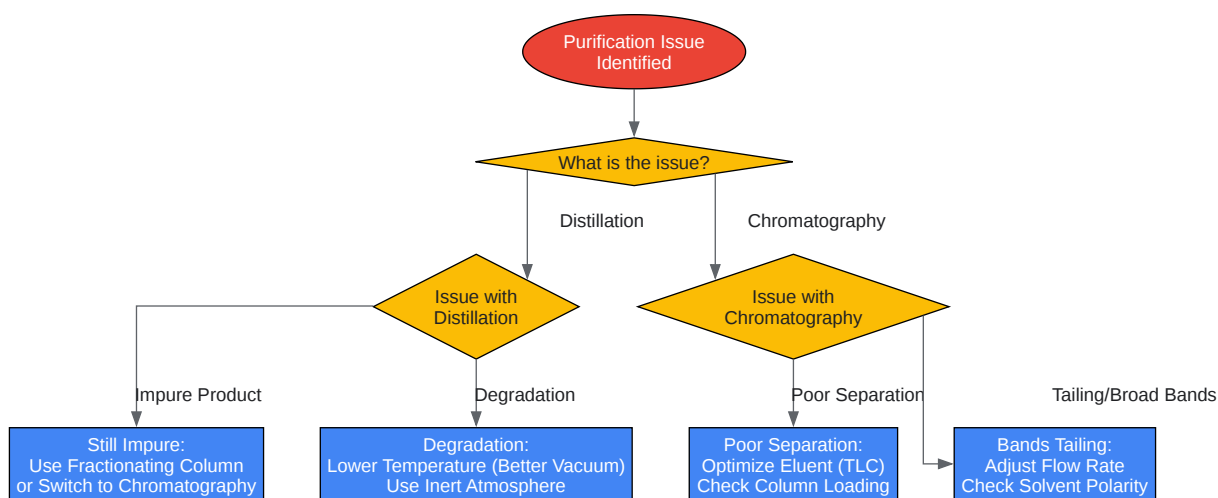 Purification Issue
Identified
What is the issue?
Distillation
Chromatography
Issue with
Distillation
Issue with
Chromatography
Impure Product
Degradation
Poor Separation
Tailing/Broad Bands
Still Impure:
Use Fractionating Column
or Switch to Chromatography
Degradation:
Lower Temperature (Better Vacuum)
Use Inert Atmosphere
Poor Separation:
Optimize Eluent (TLC)
Check Column Loading
Bands Tailing:
Adjust Flow Rate
Check Solvent Polarity